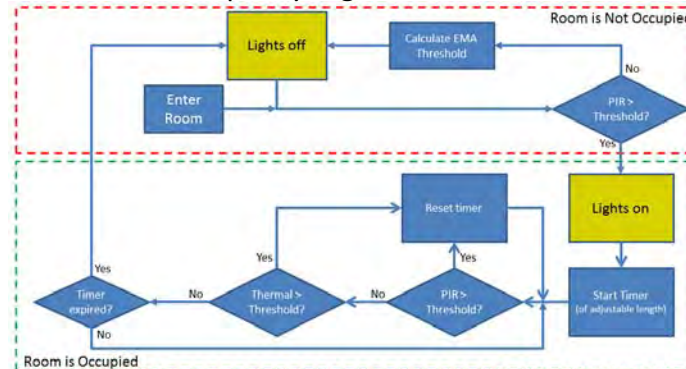 Room is Not Occupied
Lights off
Calculate EMA
Threshold
No
Enter
Room
PIR >
Threshold?
Yes
Lights on
Reset timer
Yes
Yes
Yes
Timer
expired?
No
Thermal >
Threshold?
No
PIR >
Threshold?
Start Timer
(of adjustable length)
No
Room is Occupied